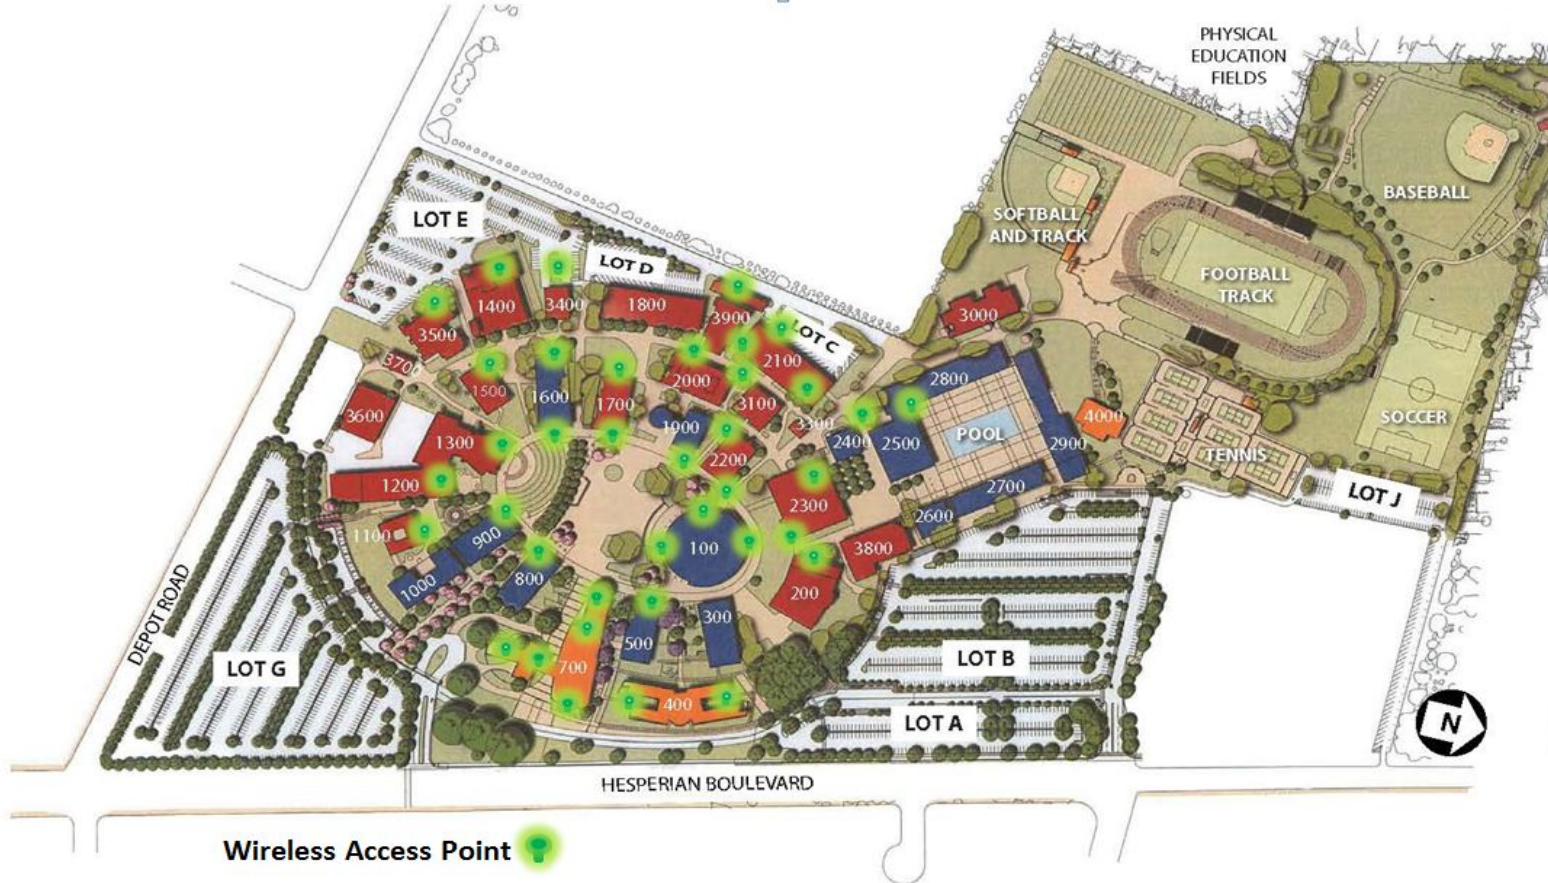 PHYSICAL
EDUCATION
FIELDS
BASEBALL
LOT E
SOFTBALL
AND TRACK
LOT D
FOOTBALL
TRACK
1400
3400
1800
3900
3000
3500
LOT C
2100
3700
1500
1600
1700
2000
3100
2800
3600
4000
SOCCER
1300
1900
3300
2400
2500
POOL
2900
2200
TENNIS
1200
2700
LOT J
2300
2600
1100
900
100
3800
1000
800
200
DEPOT ROAD
300
500
LOT G
700
LOT B
400
LOT A
N
HESPERIAN BOULEVARD
Wireless Access Point